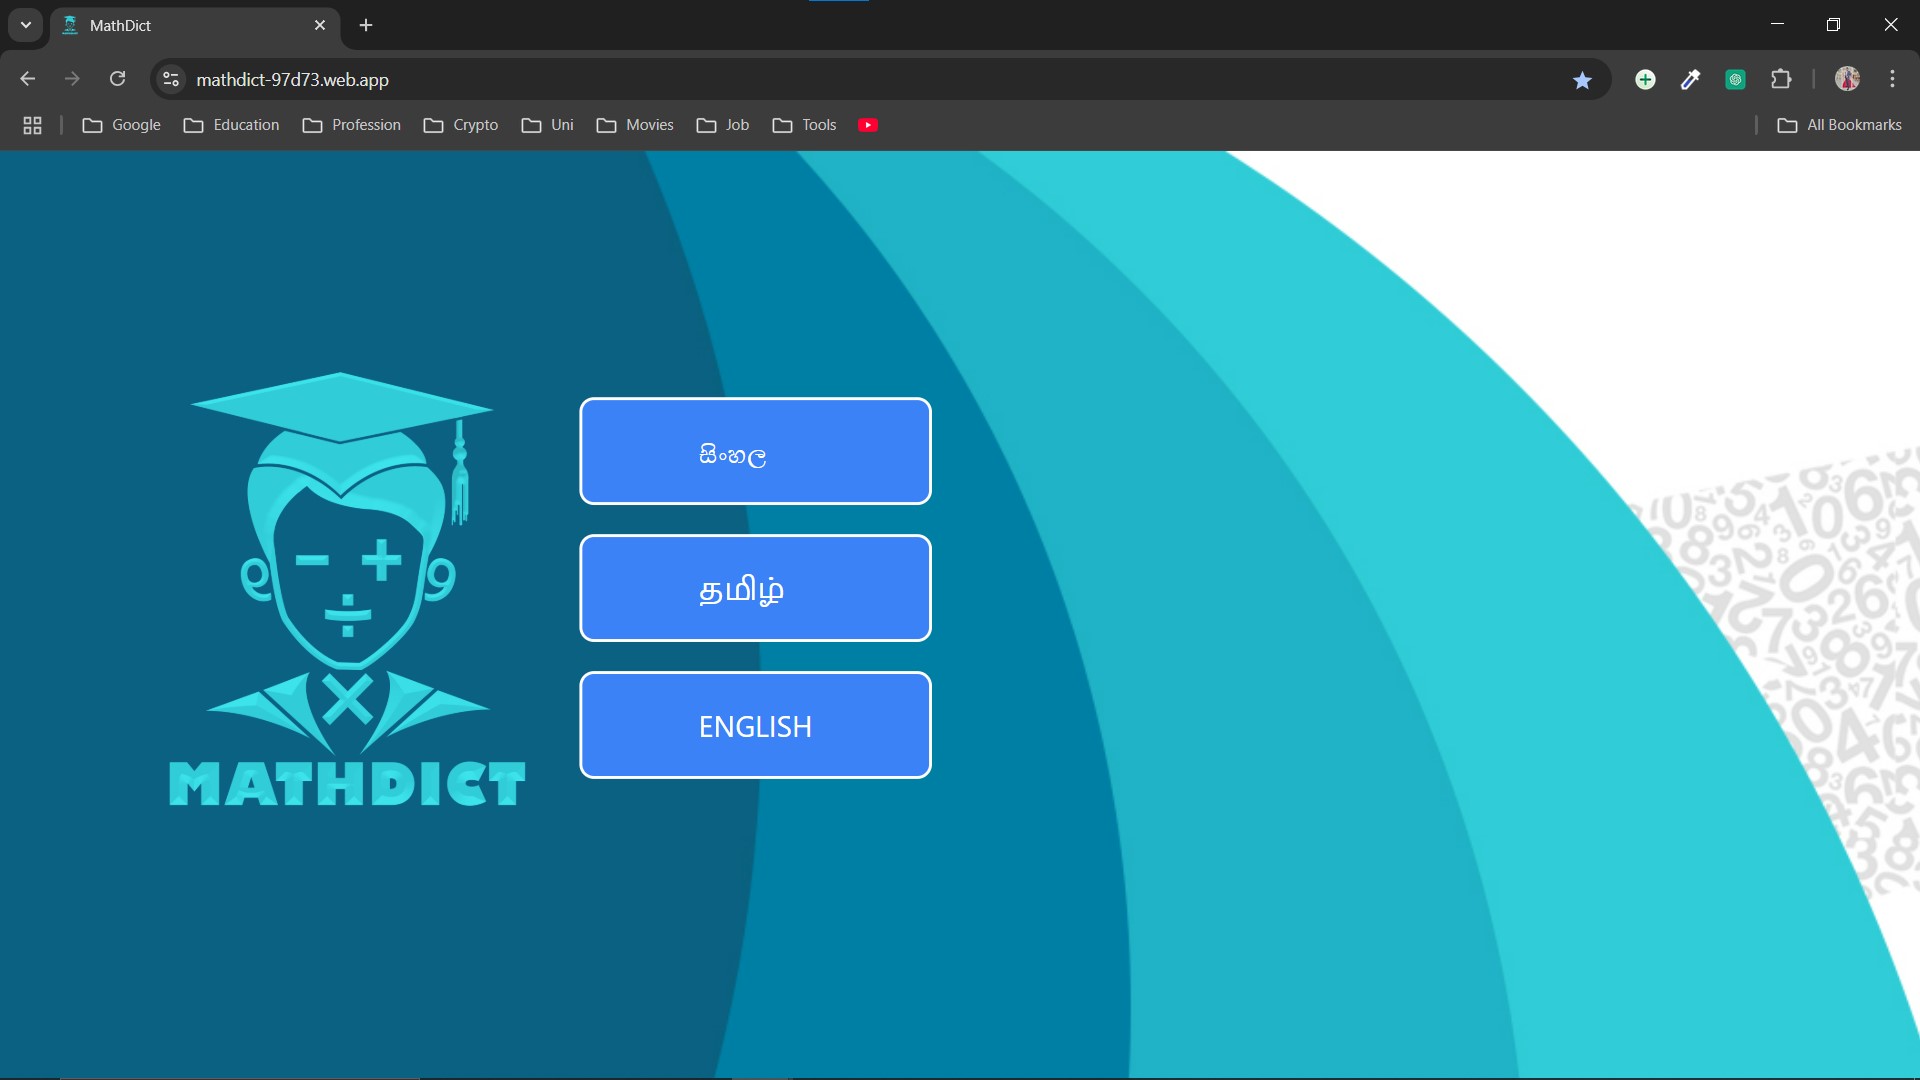 MathDict
mathdict-97d73.web.app
Google Education Profession Crypto Uni Movies Job Tools All Bookmarks
සිංහල
தமிழ்
ENGLISH
MATHDICT